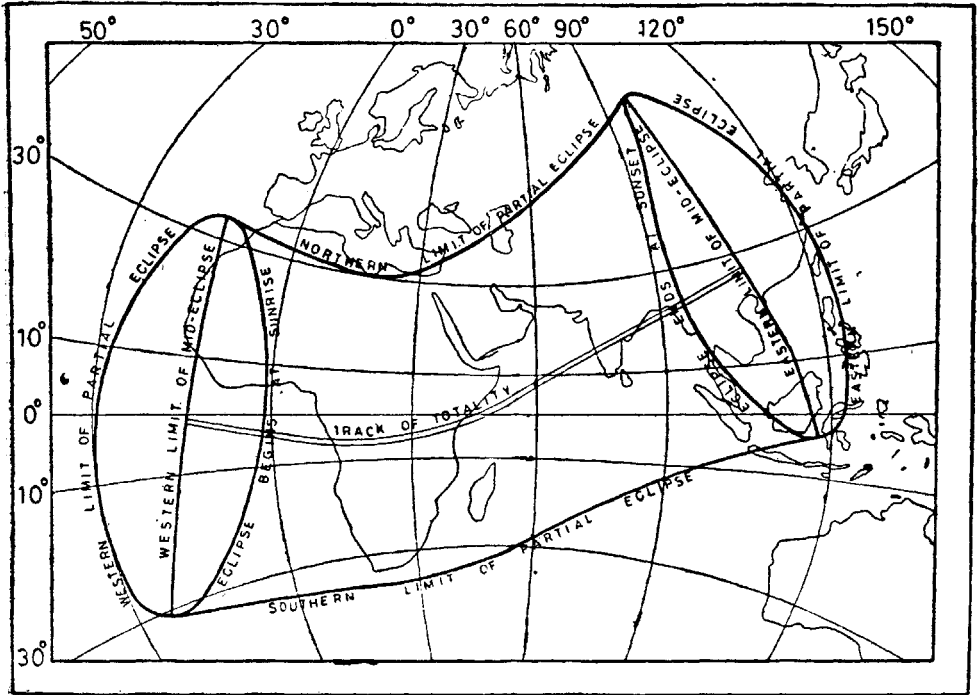 50° 30° 0° 30° 60° 90° 120° 150°
30°
10°
0°
10°
30°
WESTERN LIMIT OF PARTIAL ECLIPSE
WESTERN LIMIT OF MID-ECLIPSE
ECLIPSE BEGINS AT SUNRISE
NORTHERN LIMIT OF PARTIAL ECLIPSE
TRACK OF TOTALITY
SOUTHERN LIMIT OF PARTIAL ECLIPSE
ECLIPSE ENDS AT SUNSET
EASTERN LIMIT OF MID-ECLIPSE
EASTERN LIMIT OF PARTIAL ECLIPSE